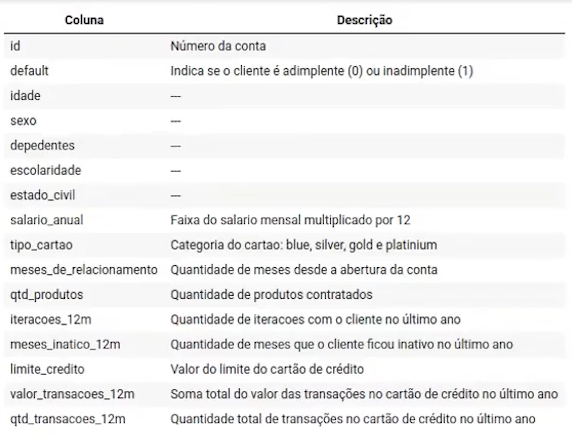 Coluna Descrição
id Número da conta
default Indica se o cliente é adimplente (0) ou inadimplente (1)
idade ---
sexo ---
depedentes ---
escolaridade ---
estado_civil ---
salario_anual Faixa do salario mensal multiplicado por 12
tipo_cartao Categoria do cartao: blue, silver, gold e platinium
meses_de_relacionamento Quantidade de meses desde a abertura da conta
qtd_produtos Quantidade de produtos contratados
iteracoes_12m Quantidade de iteracoes com o cliente no último ano
meses_inatico_12m Quantidade de meses que o cliente ficou inativo no último ano
limite_credito Valor do limite do cartão de crédito
valor_transacoes_12m Soma total do valor das transações no cartão de crédito no último ano
qtd_transacoes_12m Quantidade total de transações no cartão de crédito no último ano